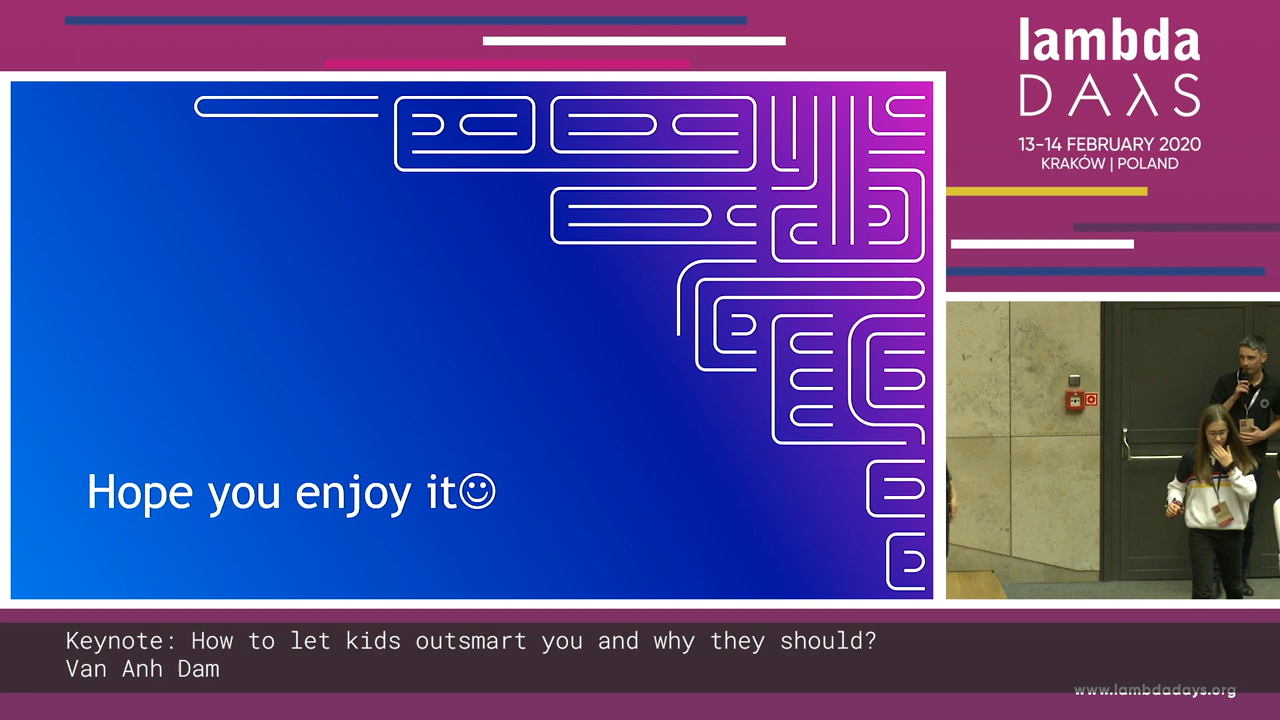 lambda
DAλS
13-14 FEBRUARY 2020
KRAKÓW | POLAND
Hope you enjoy it☺
Keynote: How to let kids outsmart you and why they should?
Van Anh Dam
www.lambdadays.org